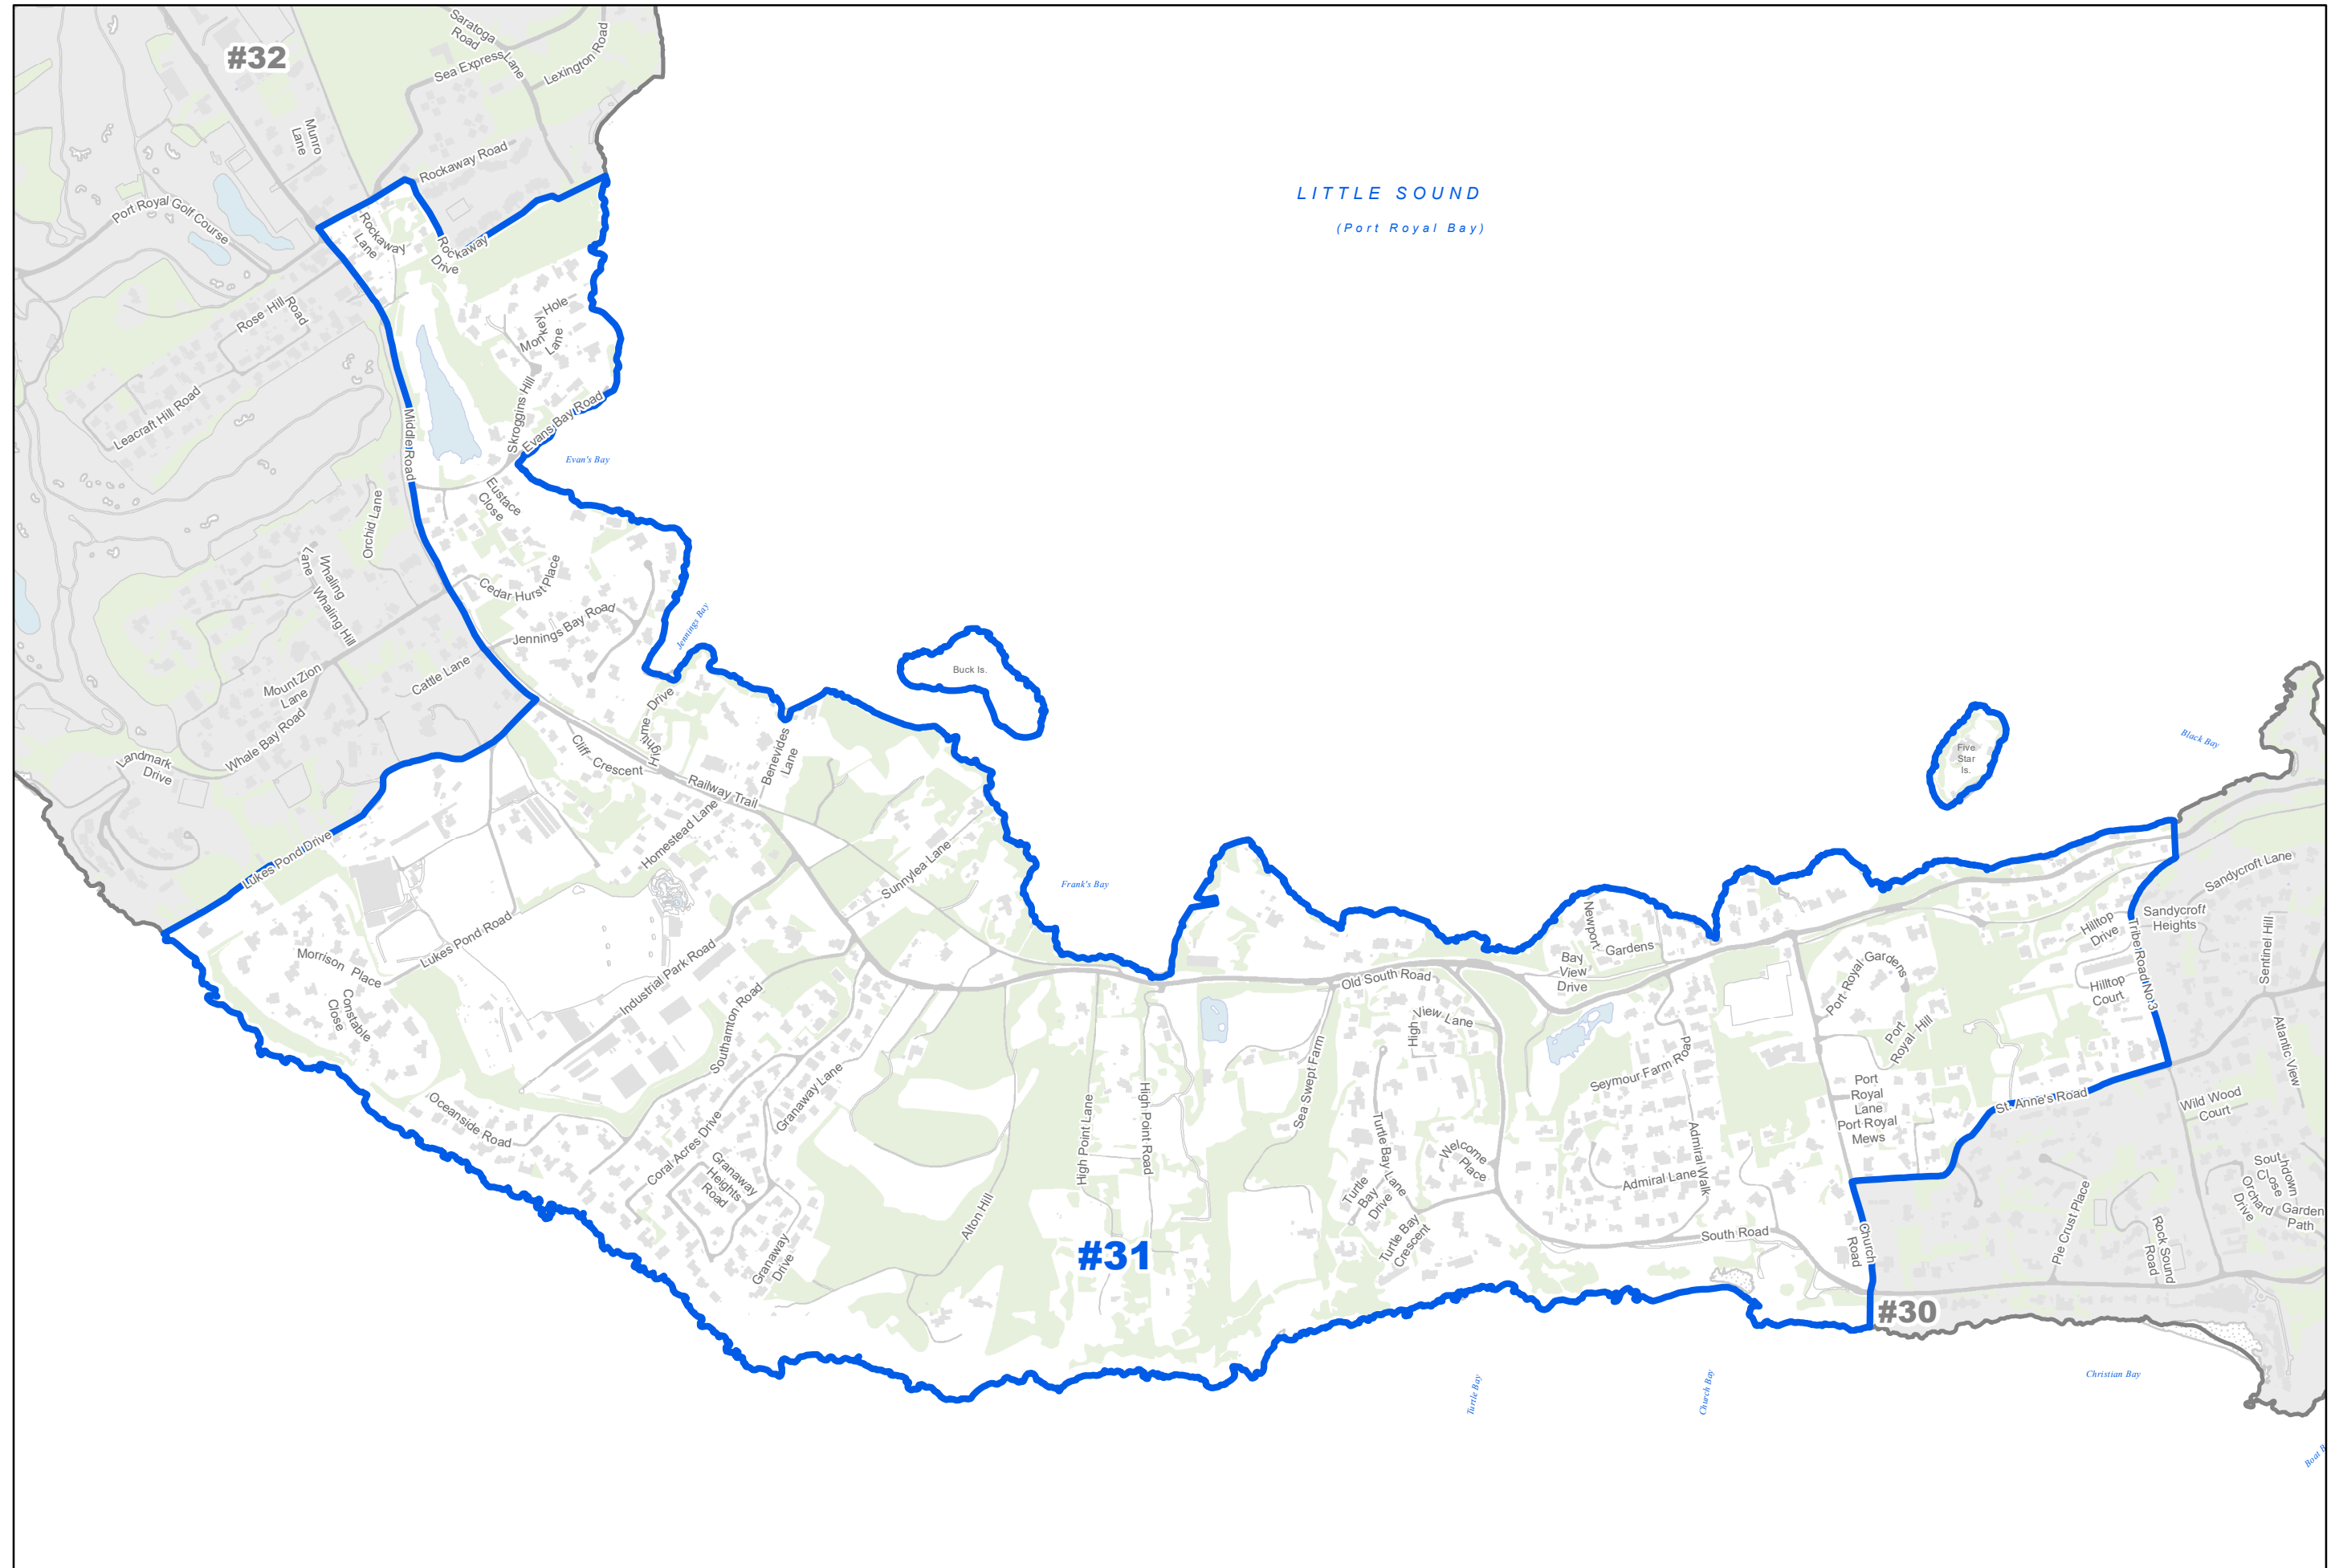 Saratoga
Road
#32
Sea Express
Lane
Lexington Road
Munro
Lane
Rockaway Road
LITTLE SOUND
(Port Royal Bay)
Port Royal Golf Course
Rockaway
Lane
Rockaway
Drive
Rose Hill
Road
Hole
Monkey
Lane
Leacraft Hill Road
Middle Road
Skroggins Hill
Evans Bay Road
Evan's Bay
Eustace
Close
Orchid Lane
Whaling
Lane
Whaling Hill
Cedar Hurst Place
Jennings Bay Road
Jennings Bay
Buck Is.
Mount Zion
Lane
Cattle Lane
Whale Bay Road
Landmark
Drive
Highume Drive
Cliff Crescent
Benevides
Lane
Railway Trail
Five
Star
Is.
Black Bay
Homestead Lane
Lukes Pond Drive
Sunnylea Lane
Frank's Bay
Sandycroft Lane
Sandycroft
Heights
Hilltop
Drive
Tribe Road No 3
Sentinel Hill
Newport
Gardens
Bay
View
Drive
Lukes Pond Road
Morrison Place
Constable
Close
Industrial Park Road
Southamton Road
Old South Road
High
View Lane
Port Royal Gardens
Port
Royal Hill
Hilltop
Court
Atlantic View
Seymour Farm Road
Sea Swept Farm
Granaway Lane
Oceanside Road
Coral Acres Drive
Granaway
Heights
Road
High Point Lane
High Point Road
Turtle Bay Lane
Welcome
Place
Admiral Walk
Port
Royal
Lane
Port Royal
Mews
St. Anne's Road
Wild Wood
Court
Southdown
Close
Orchard
Drive
Garden
Path
Admiral Lane
Turtle
Bay
Drive
Turtle Bay
Crescent
Alton Hill
Granaway
Drive
#31
South Road
Church
Road
Pie Crust Place
Rock Sound
Road
#30
Turtle Bay
Church Bay
Christian Bay
Boat B